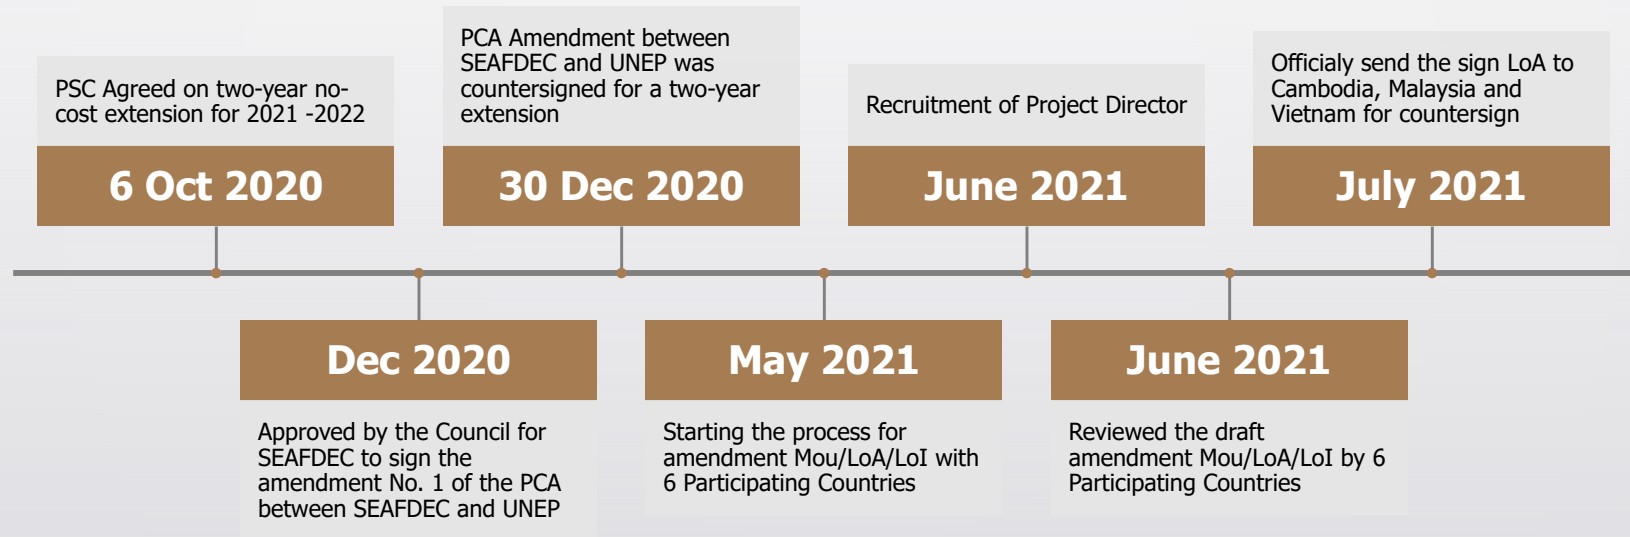 PSC Agreed on two-year no-
cost extension for 2021 -2022
6 Oct 2020
Approved by the Council for
SEAFDEC to sign the
amendment No. 1 of the PCA
between SEAFDEC and UNEP
Dec 2020
PCA Amendment between
SEAFDEC and UNEP was
countersigned for a two-year
extension
30 Dec 2020
May 2021
Starting the process for
amendment Mou/LoA/LoI with
6 Participating Countries
Recruitment of Project Director
June 2021
June 2021
Reviewed the draft
amendment Mou/LoA/LoI by 6
Participating Countries
Officialy send the sign LoA to
Cambodia, Malaysia and
Vietnam for countersign
July 2021